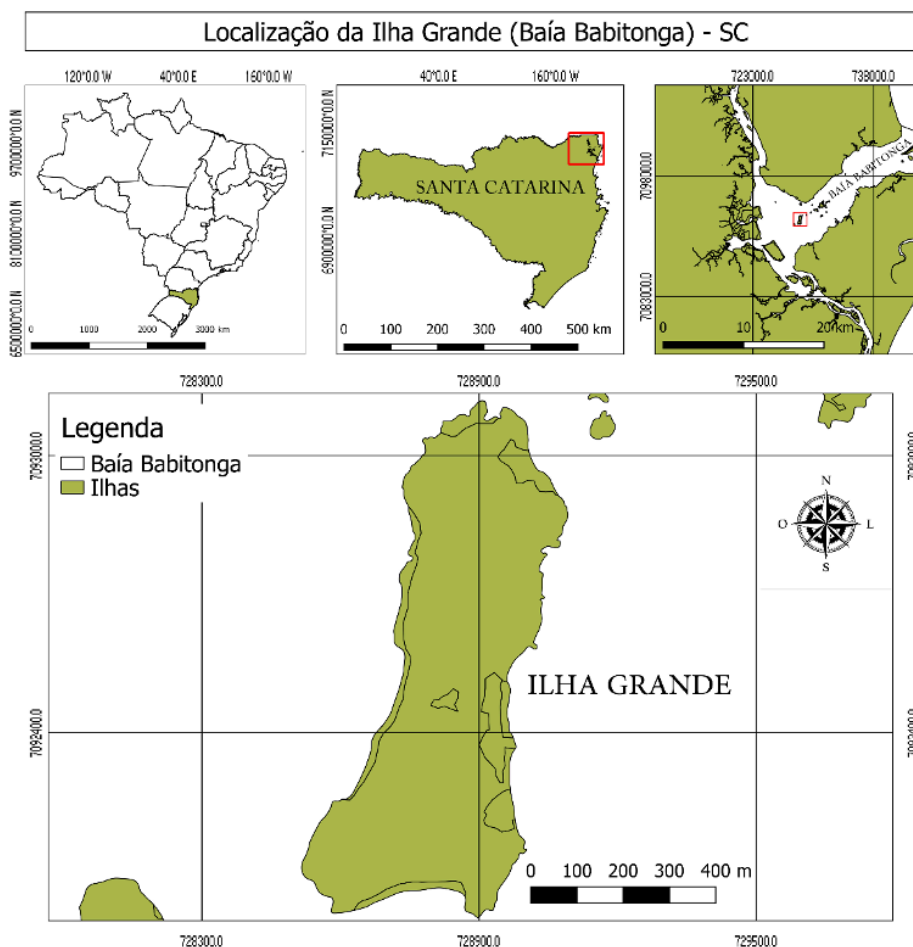 Localização da Ilha Grande (Baía Babitonga) - SC
120°0.0 W 40°0.0 E 160°0.0 W
9700000°0.0 N
8100000°0.0 N
6500000°0.0 N
0 1000 2000 3000 km
40°0.0 E 160°0.0 W
7150000°0.0 N
6900000°0.0 N
SANTA CATARINA
0 100 200 300 400 500 km
723000.0 738000.0
7098000.0
7083000.0
BAÍA BABITONGA
0 10 20 km
728300.0 728900.0 729500.0
Legenda
Baía Babitonga
Ilhas
7093000.0
7092400.0
7093000.0
7092400.0
N
O L
S
ILHA GRANDE
0 100 200 300 400 m
728300.0 728900.0 729500.0